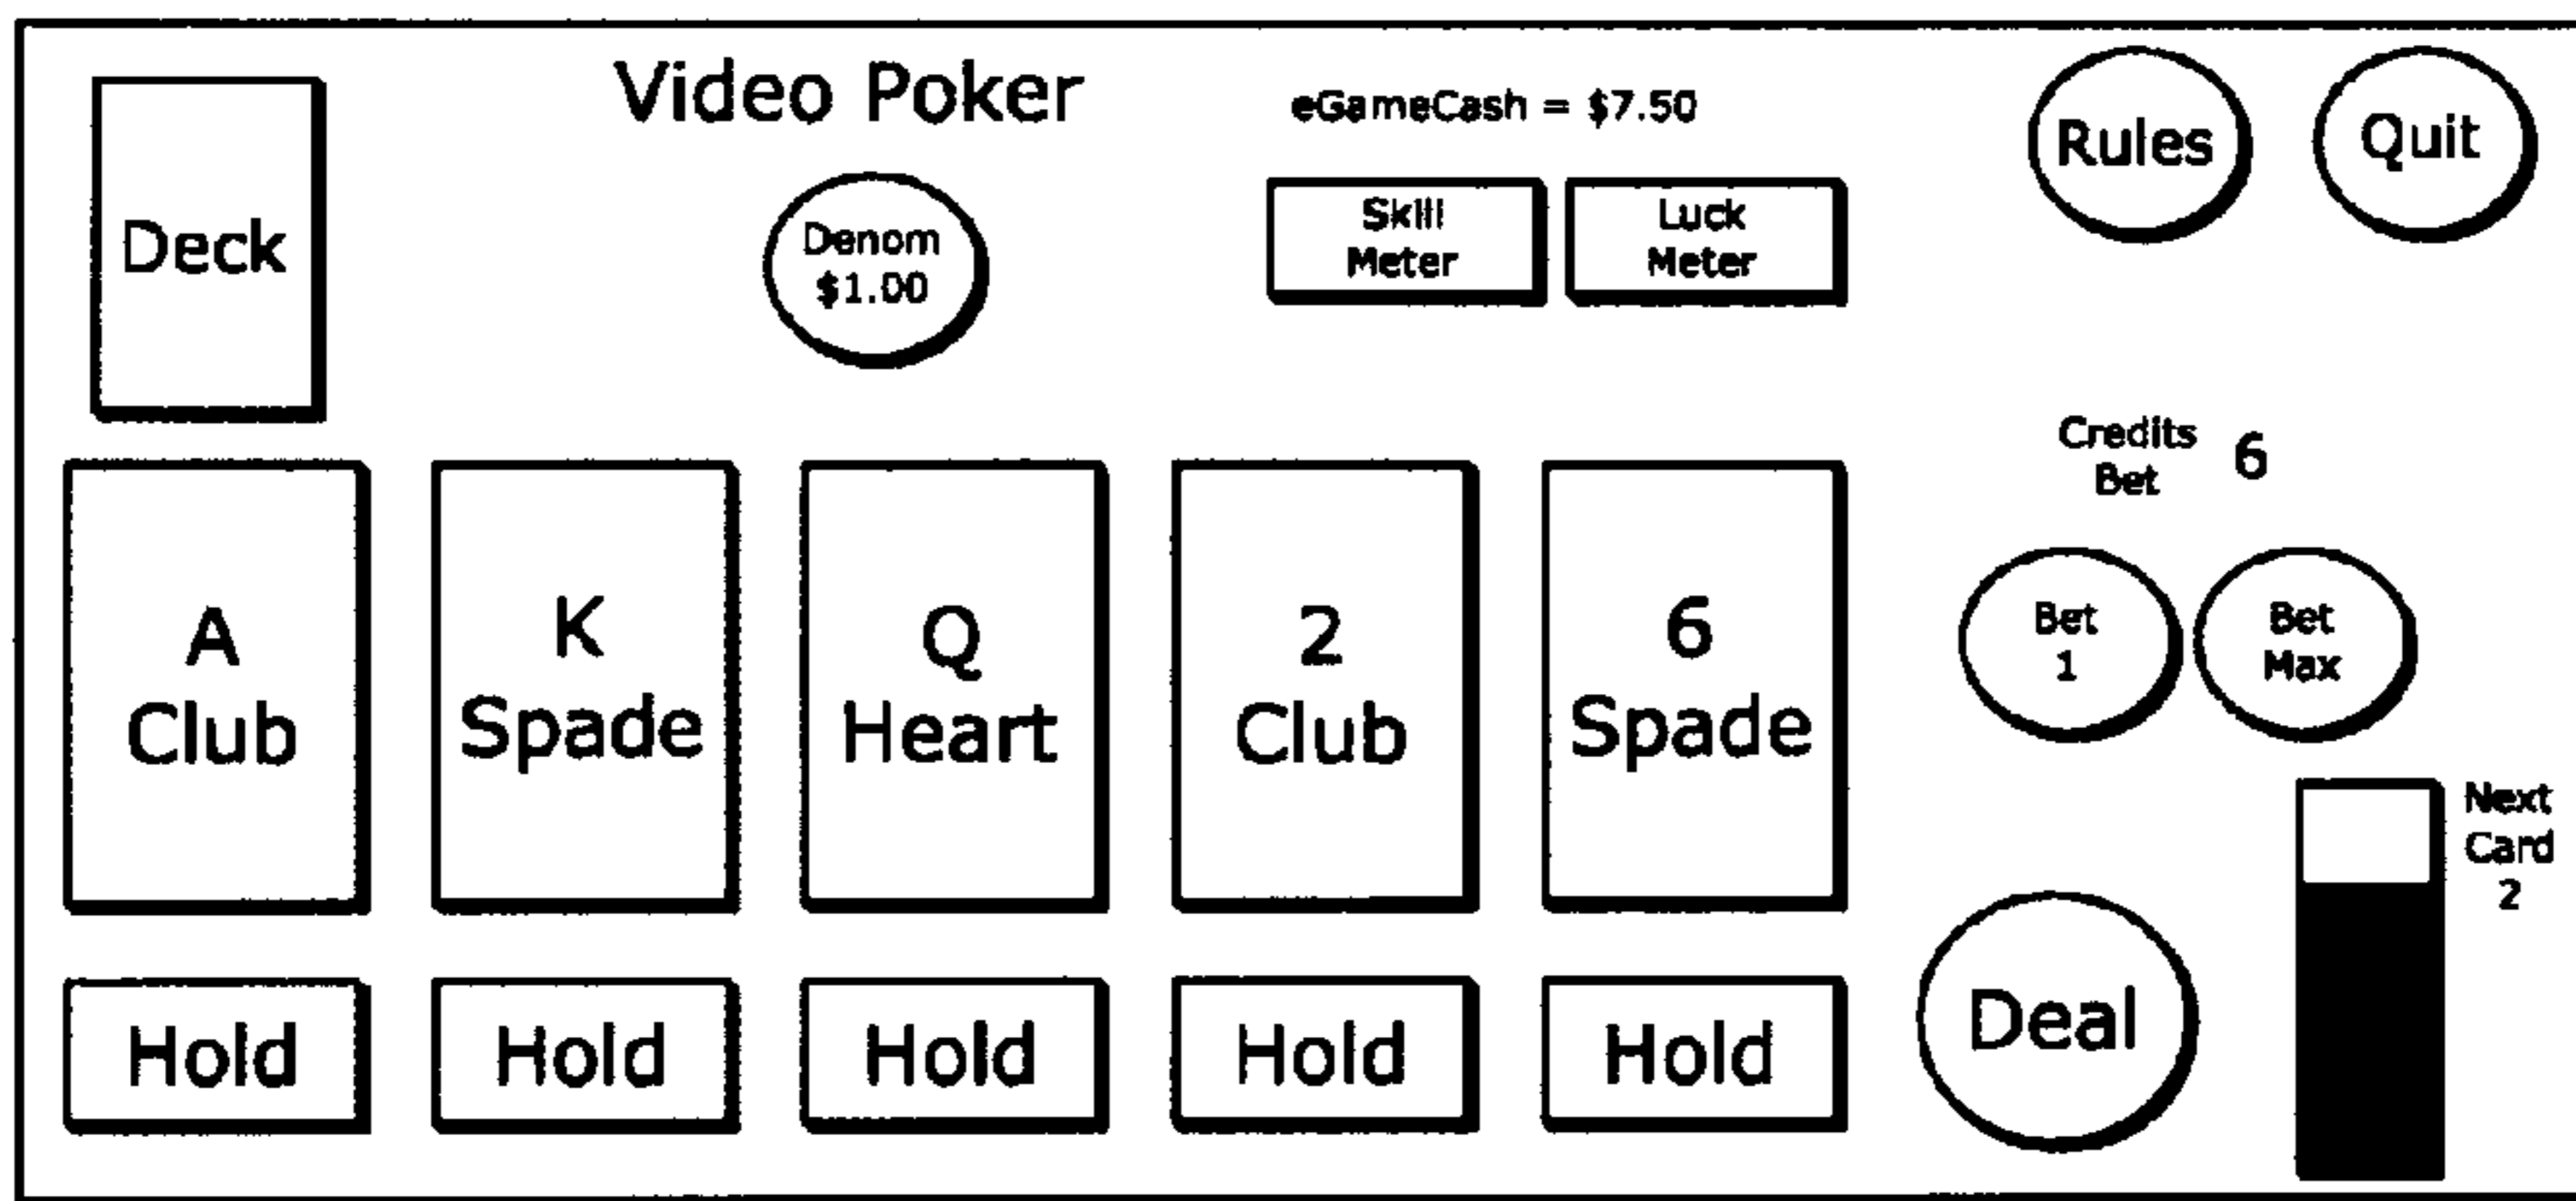 Video Poker
eGameCash = $7.50
Rules
Quit
Deck
Denom
$1.00
Skill
Meter
Luck
Meter
Credits
Bet
6
A
Club
K
Spade
Q
Heart
2
Club
6
Spade
Bet
1
Bet
Max
Next
Card
2
Hold
Hold
Hold
Hold
Hold
Deal